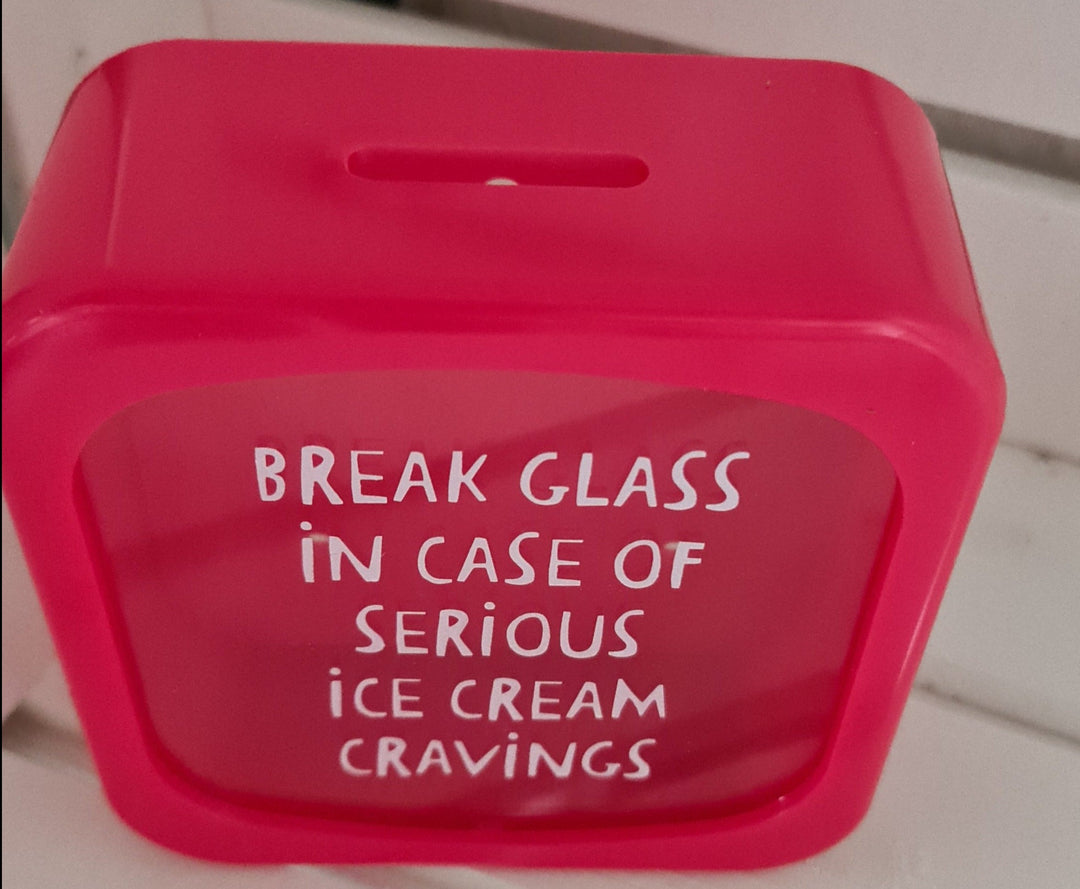 BREAK GLASS
iN CASE OF
SERiOUS
iCE CREAM
CRAViNGS